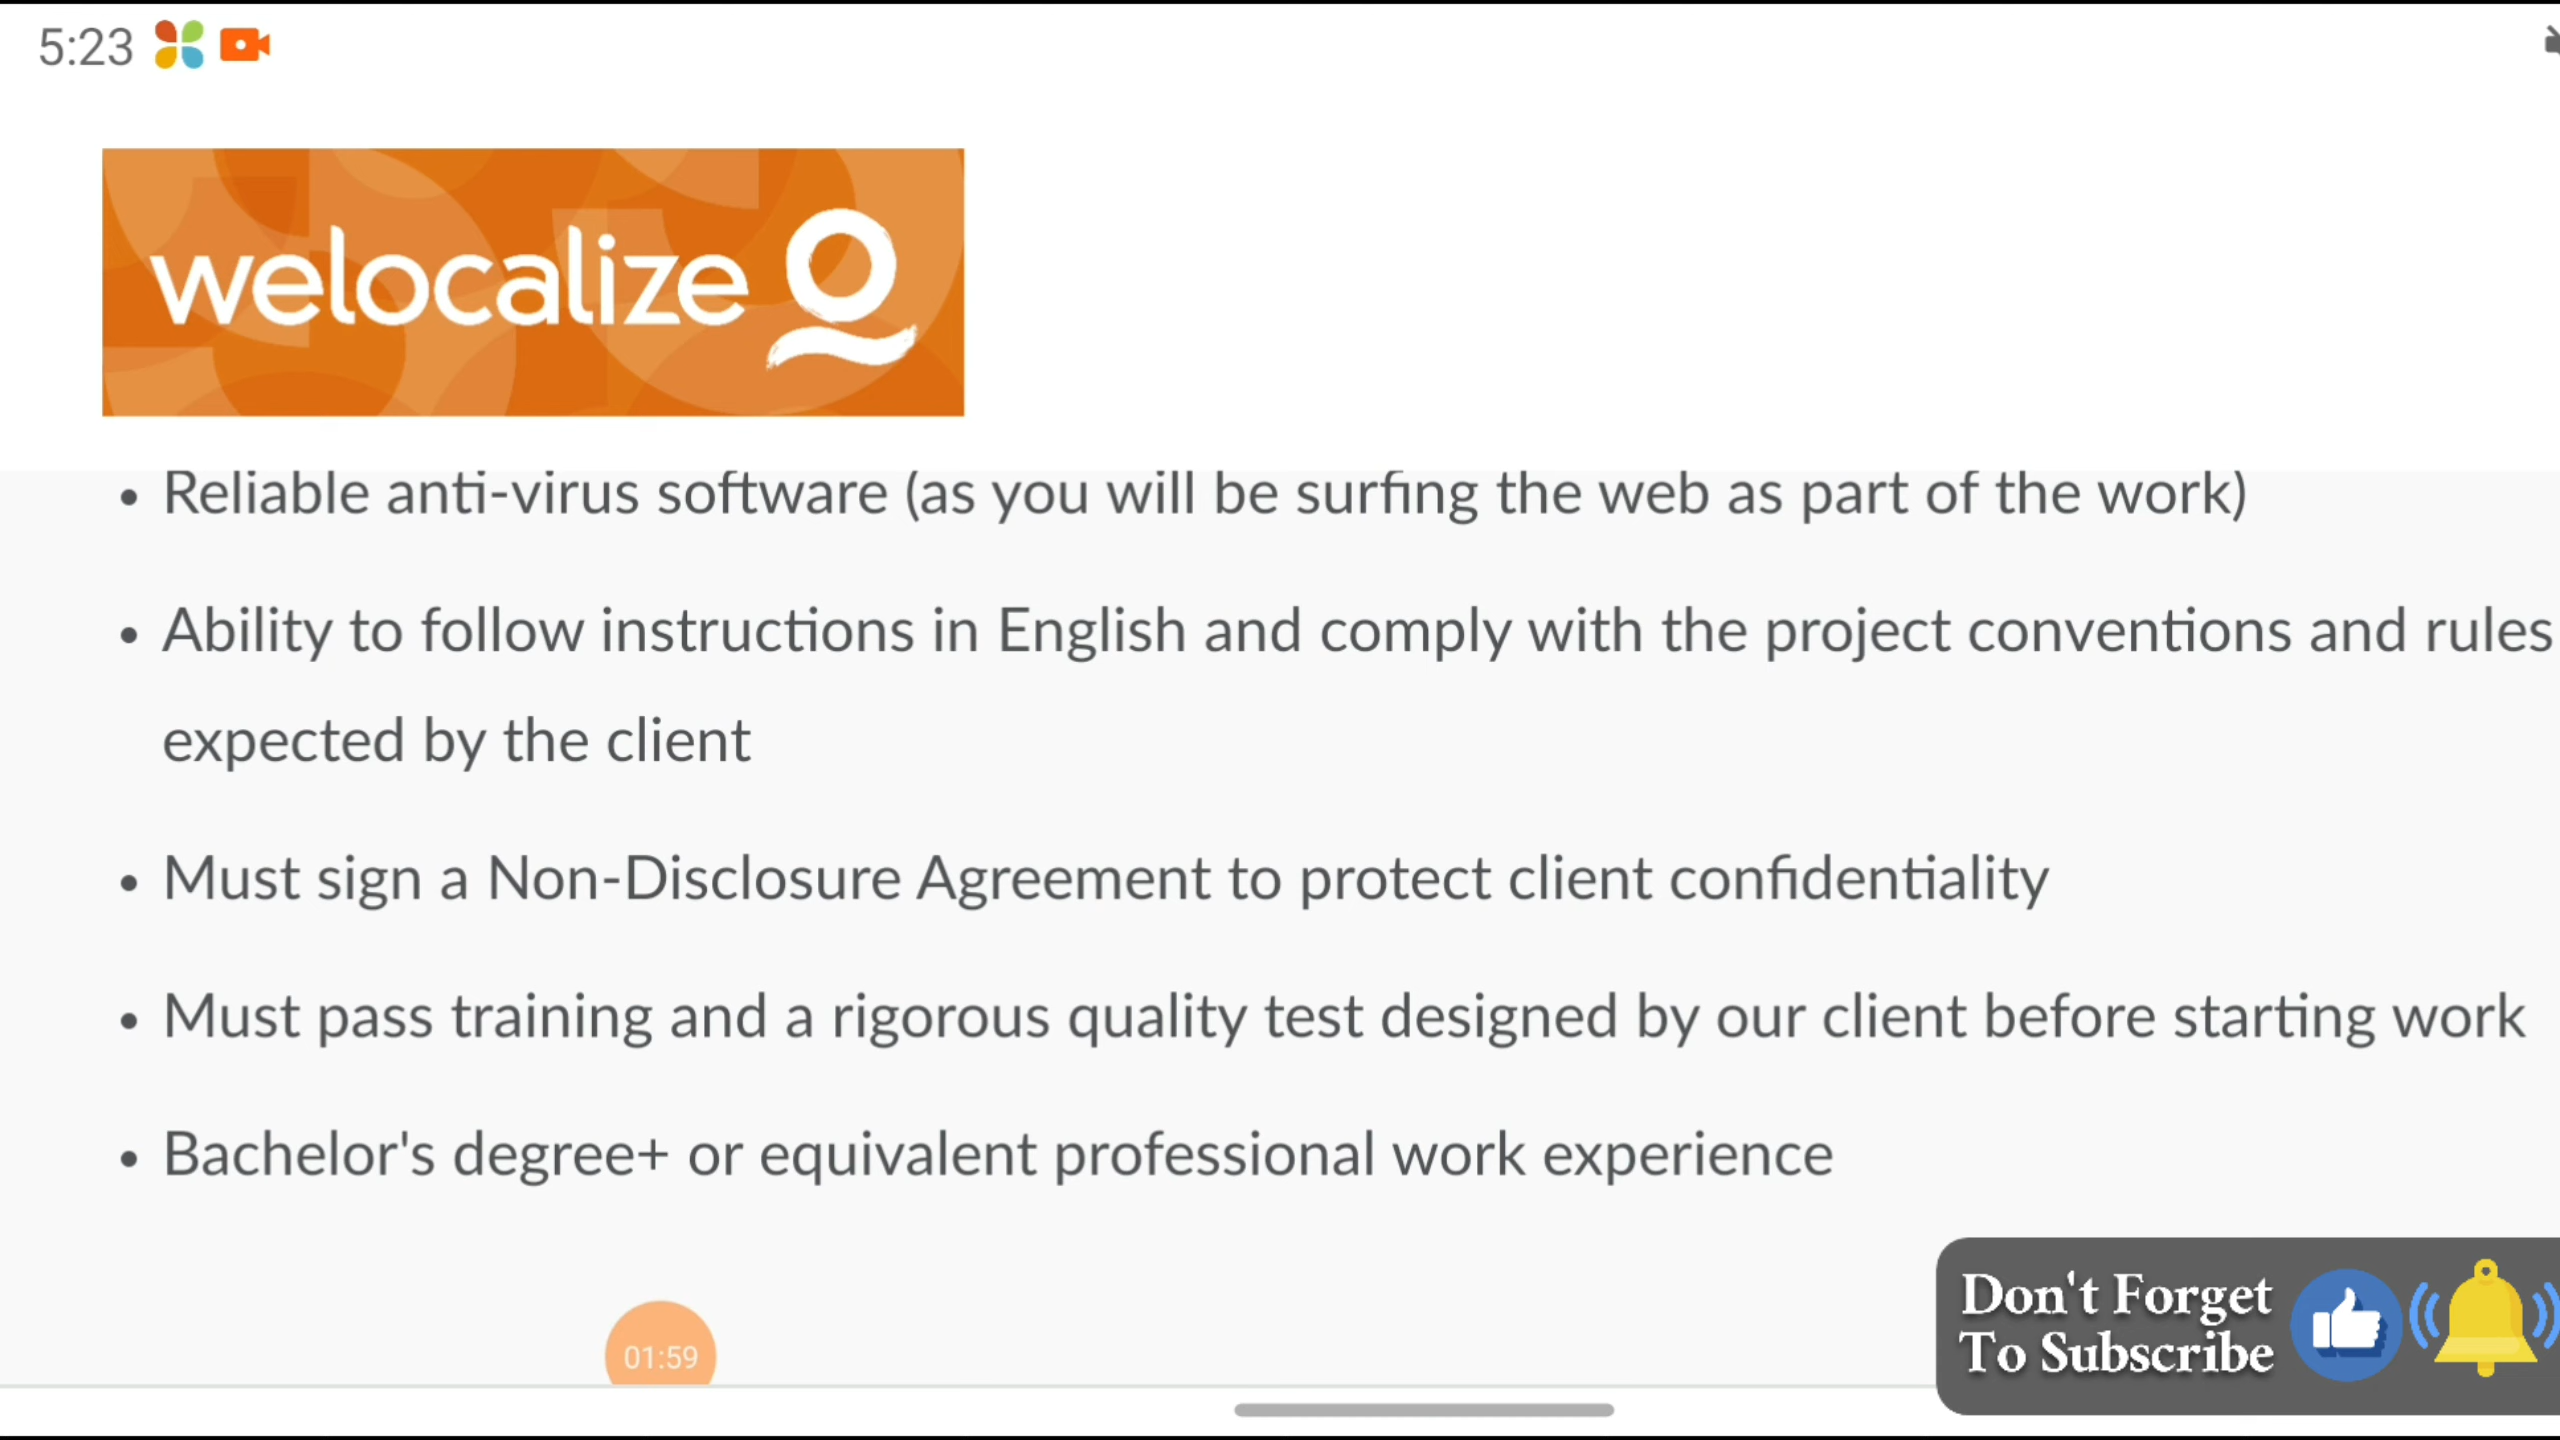 5:23
welocalize
• Reliable anti-virus software (as you will be surfing the web as part of the work)
• Ability to follow instructions in English and comply with the project conventions and rules
expected by the client
• Must sign a Non-Disclosure Agreement to protect client confidentiality
• Must pass training and a rigorous quality test designed by our client before starting work
• Bachelor's degree+ or equivalent professional work experience
01:59
Don't Forget
To Subscribe